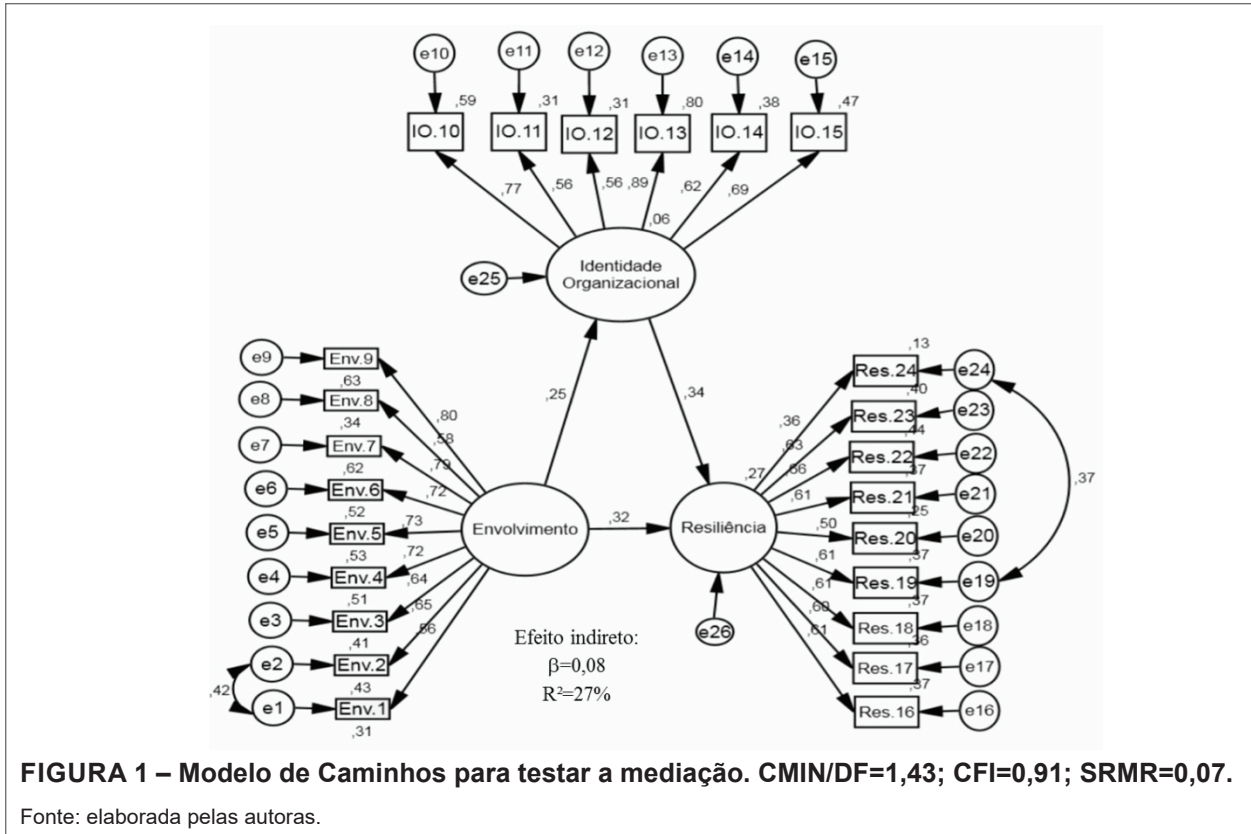 e10 e11 e12 e13 e14 e15
,59 ,31 ,31 ,80 ,38 ,47
IO.10 IO.11 IO.12 IO.13 IO.14 IO.15
,77 ,56 ,56 ,89 ,62 ,69
,06
Identidade
Organizacional
e25
,25
,34
e9 Env.9
,63
e8 Env.8
,34
e7 Env.7
,62
e6 Env.6
,52
e5 Env.5
,53
e4 Env.4
,51
e3 Env.3
,41
e2 Env.2
,43
e1 Env.1
,31
,42
,80
,58
,79
,72
,73
,72
,64
,65
,56
Envolvimento
,32
Resiliência
,27
e26
,36
,63
,66
,61
,50
,61
,61
,60
,61
,13
Res.24 e24
,40
Res.23 e23
,44
Res.22 e22
,37
Res.21 e21
,25
Res.20 e20
,37
Res.19 e19
,37
Res.18 e18
,36
Res.17 e17
,37
Res.16 e16
,37
Efeito indireto:
β=0,08
R²=27%
FIGURA 1 – Modelo de Caminhos para testar a mediação. CMIN/DF=1,43; CFI=0,91; SRMR=0,07.
Fonte: elaborada pelas autoras.